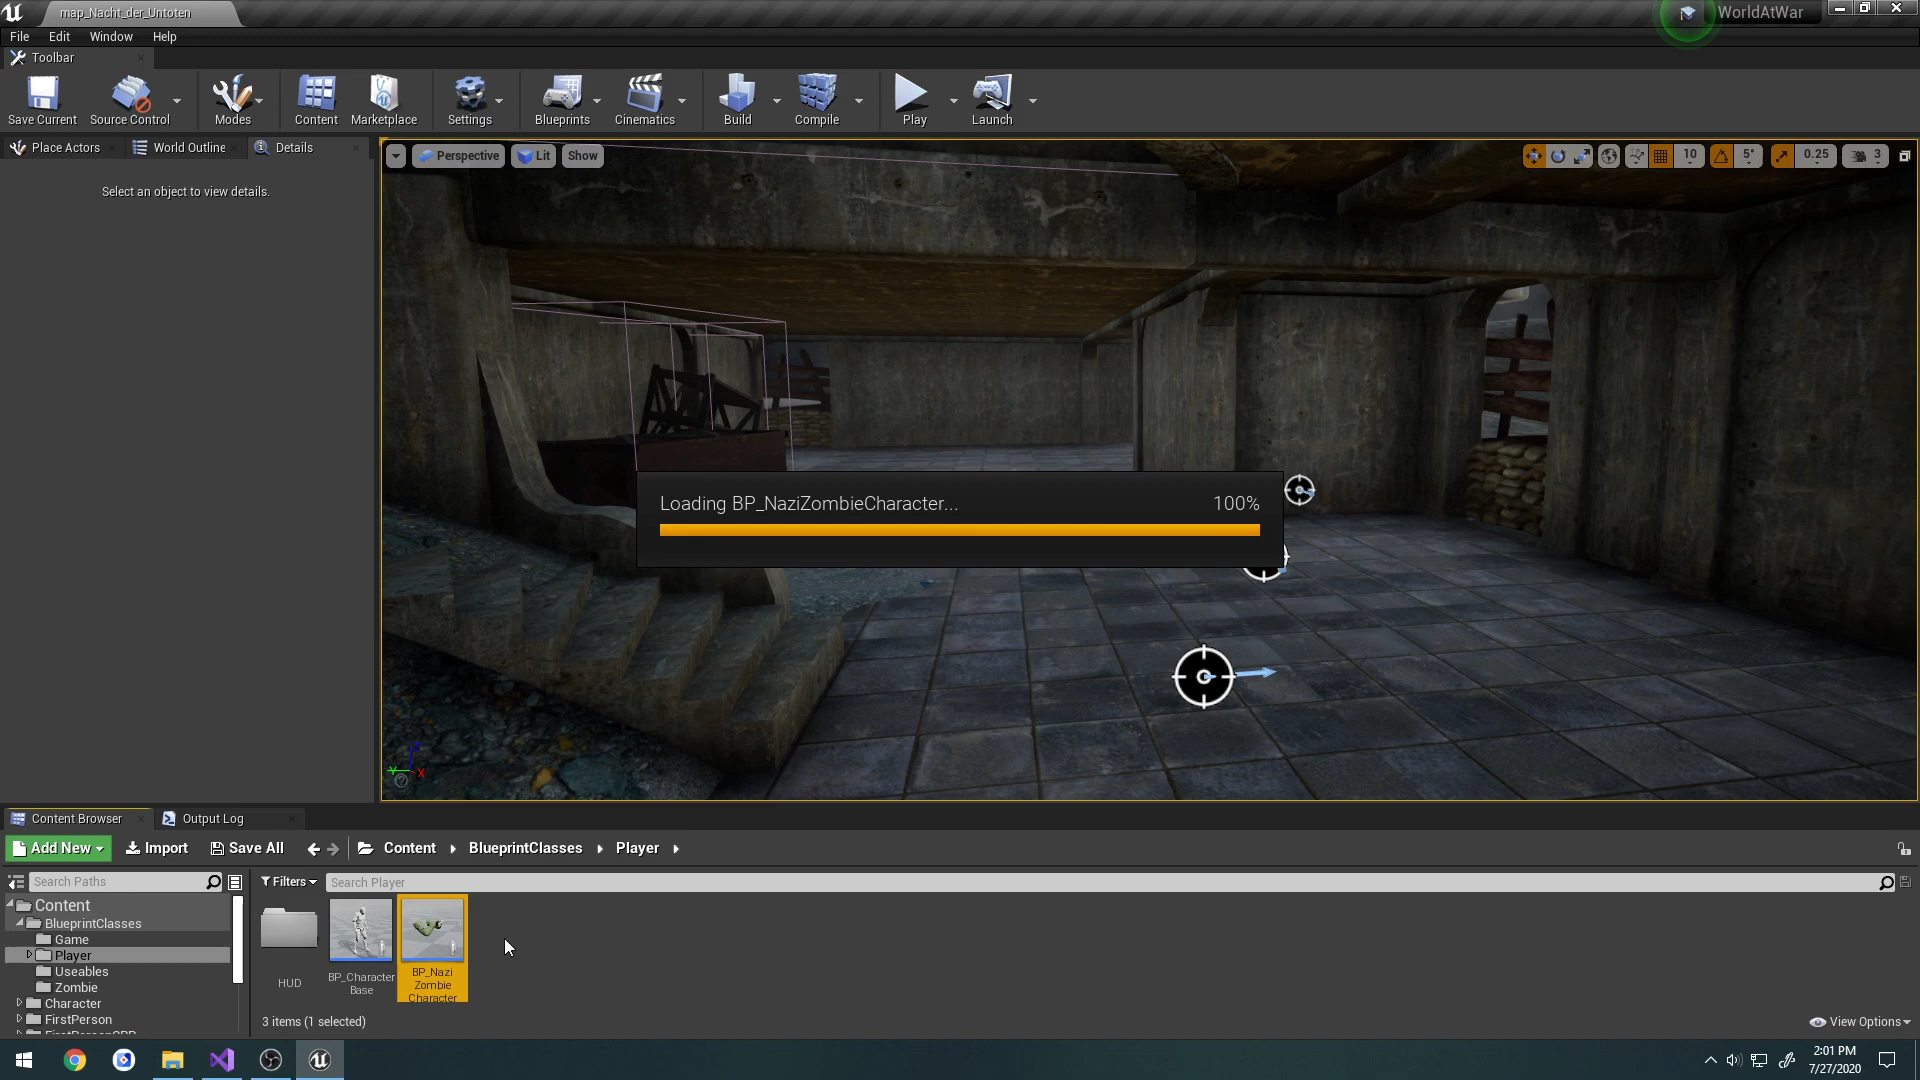 map_Nacht_der_Untoten
WorldAtWar
File Edit Window Help
Toolbar
Save Current Source Control Modes Content Marketplace Settings Blueprints Cinematics Build Compile Play Launch
Place Actors World Outline Details
Select an object to view details.
Perspective Lit Show
10 5° 0.25 3
Loading BP_NaziZombieCharacter... 100%
Z
Y
X
Content Browser Output Log
Add New Import Save All Content BlueprintClasses Player
Search Paths
Filters Search Player
Content
BlueprintClasses
Game
Player
Useables
Zombie
Character
FirstPerson
FirstPersonCPP
HUD
BP_Character
Base
BP_Nazi
Zombie
Character
3 items (1 selected)
View Options
2:01 PM
7/27/2020